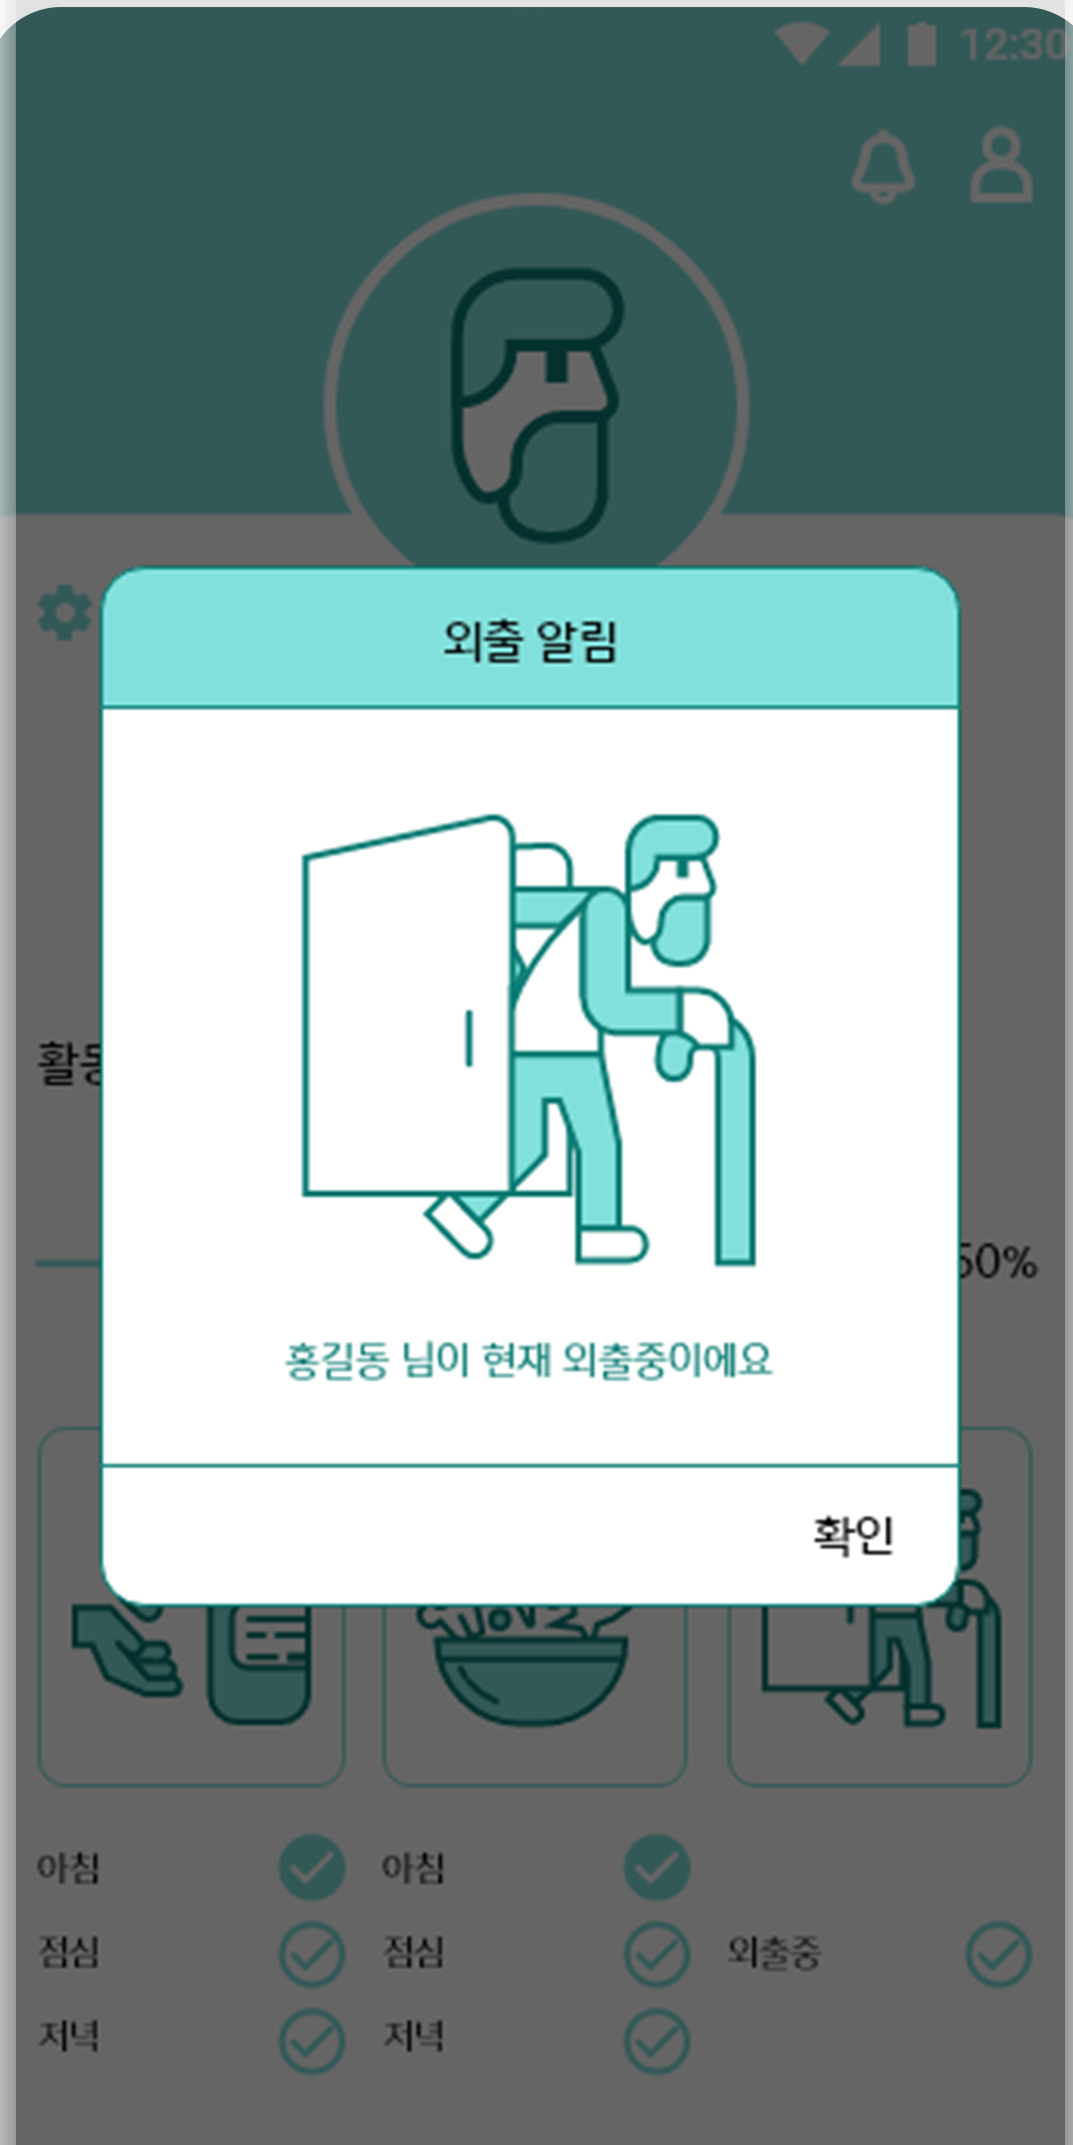 12:30
외출 알림
홍길동 님이 현재 외출중이에요
확인
아침 아침
점심 점심 외출중
저녁 저녁